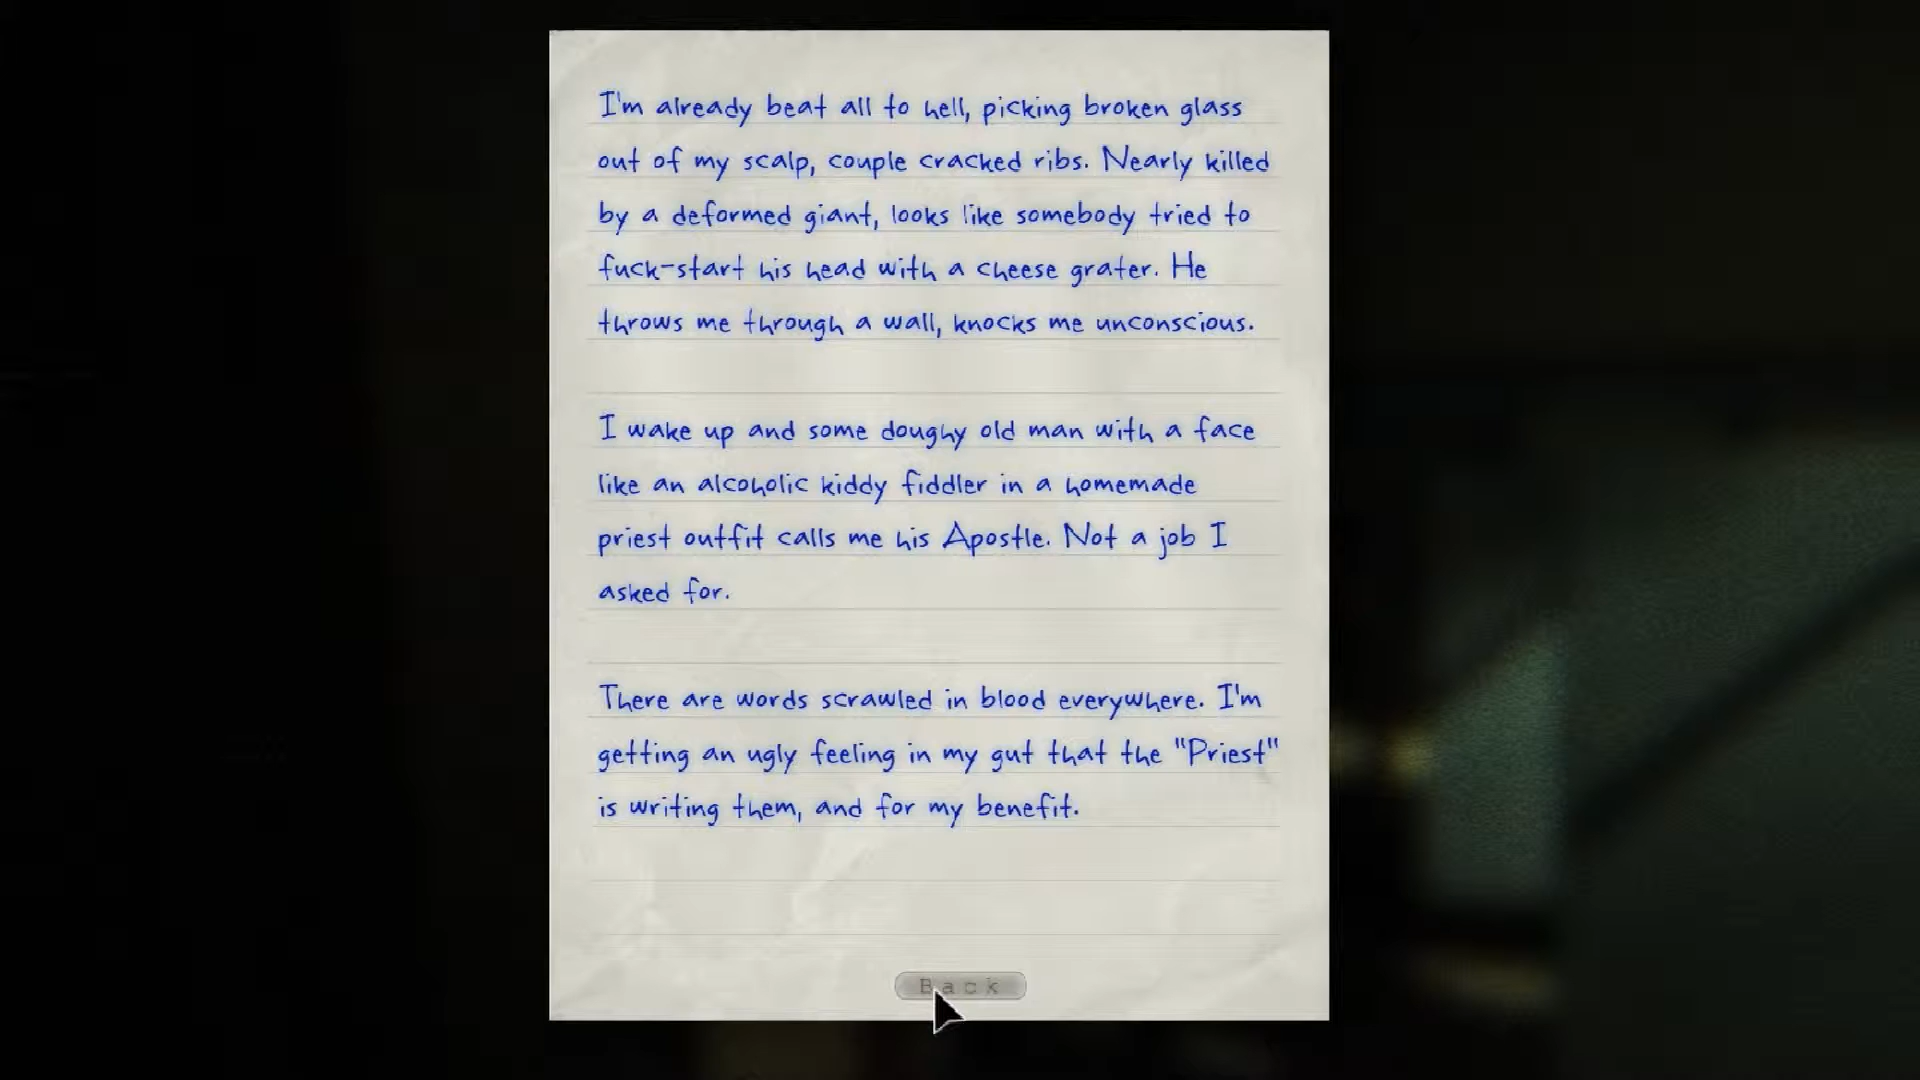 I'm already beat all to hell, picking broken glass
out of my scalp, couple cracked ribs. Nearly killed
by a deformed giant, looks like somebody tried to
fuck-start his head with a cheese grater. He
throws me through a wall, knocks me unconscious.
I wake up and some doughy old man with a face
like an alcoholic kiddy fiddler in a homemade
priest outfit calls me his Apostle. Not a job I
asked for.
There are words scrawled in blood everywhere. I'm
getting an ugly feeling in my gut that the "Priest"
is writing them, and for my benefit.
Back